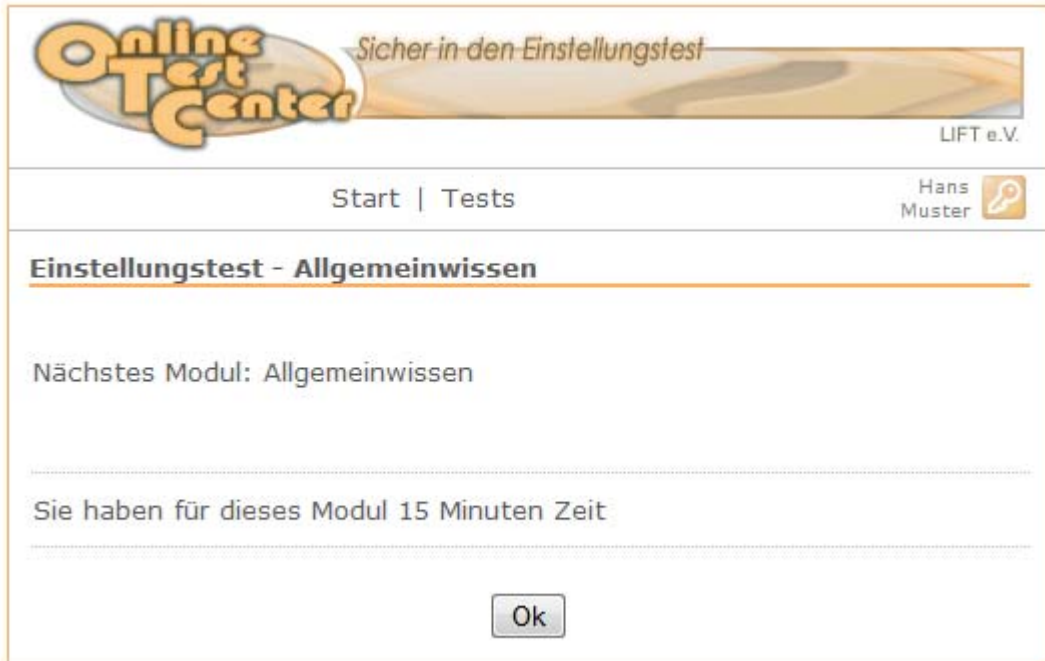 Online
Test
Center
Sicher in den Einstellungstest
LIFT e.V.
Start | Tests
Hans
Muster
Einstellungstest - Allgemeinwissen
Nächstes Modul: Allgemeinwissen
Sie haben für dieses Modul 15 Minuten Zeit
Ok